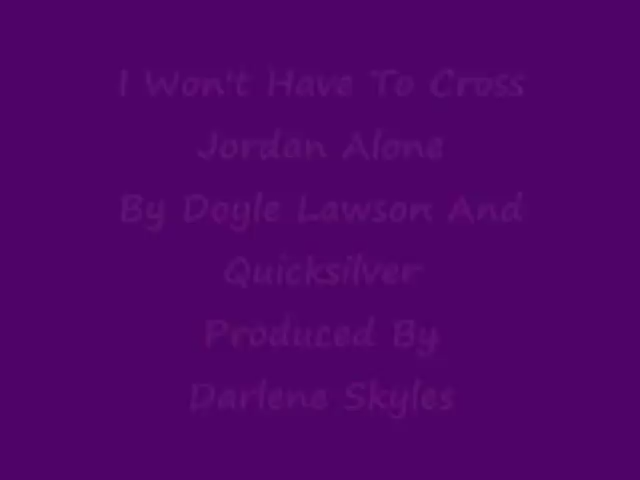 I Won't Have To Cross
Jordan Alone
By Doyle Lawson And
Quicksilver
Produced By
Darlene Skyles